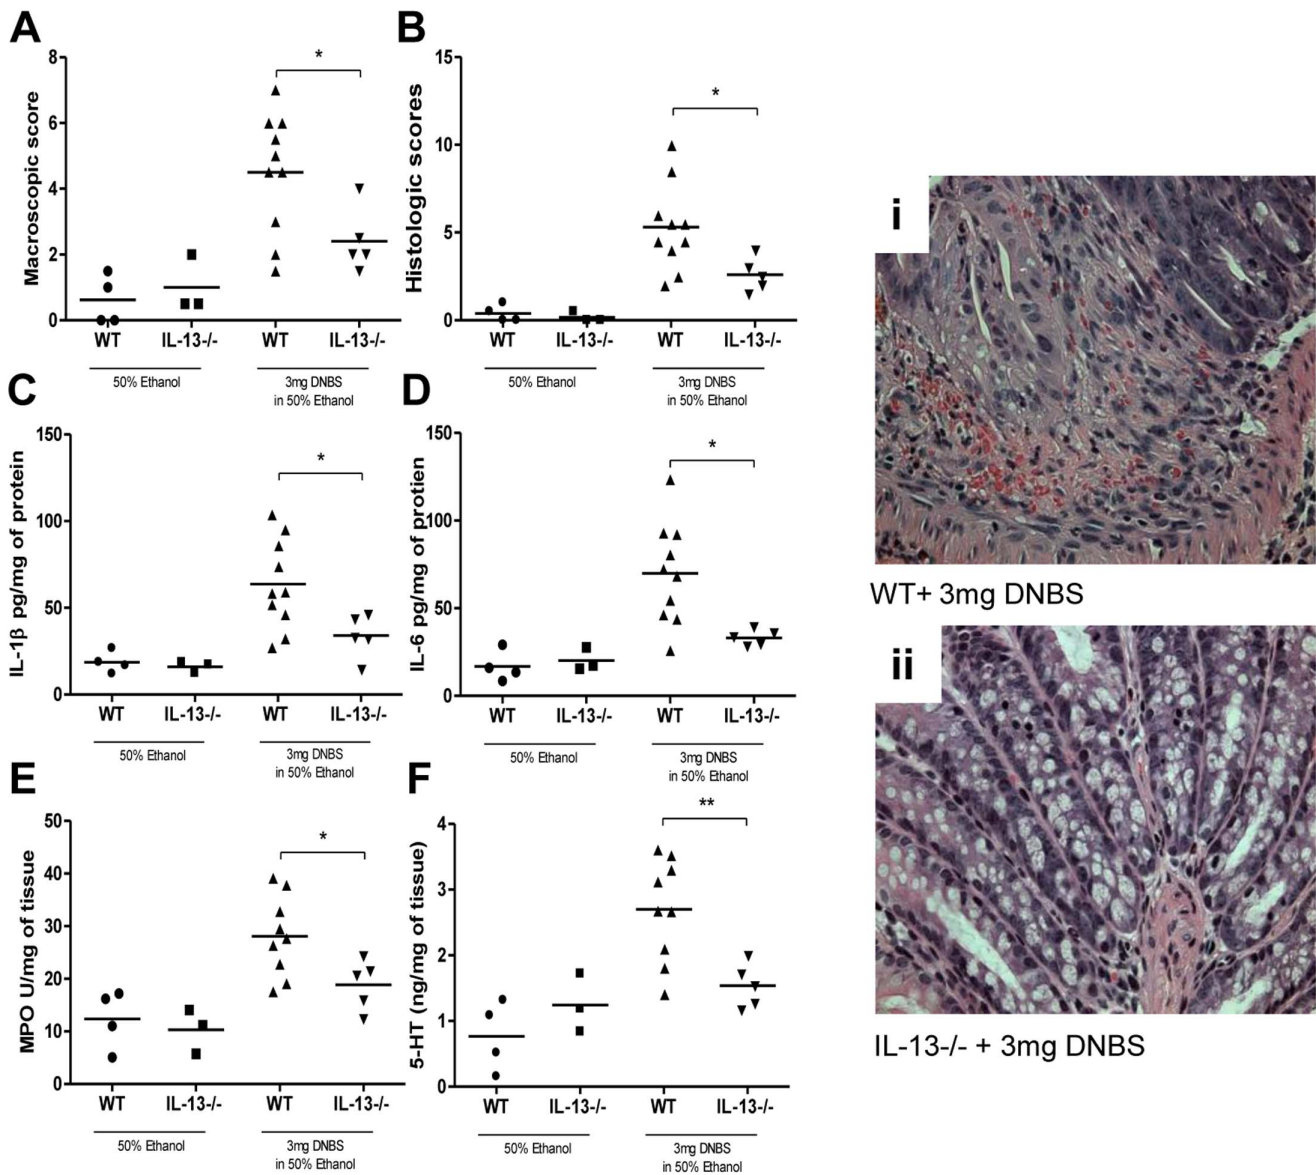 A
Macroscopic score
8
6
4
2
0
*
WT IL-13-/- WT IL-13-/-
50% Ethanol
3mg DNBS
in 50% Ethanol
B
Histologic scores
15
10
5
0
*
WT IL-13-/- WT IL-13-/-
50% Ethanol
3mg DNBS
in 50% Ethanol
C
IL-1β pg/mg of protein
150
100
50
0
*
WT IL-13-/- WT IL-13-/-
50% Ethanol
3mg DNBS
in 50% Ethanol
D
IL-6 pg/mg of protien
150
100
50
0
*
WT IL-13-/- WT IL-13-/-
50% Ethanol
3mg DNBS
in 50% Ethanol
E
MPO U/mg of tissue
50
40
30
20
10
0
*
WT IL-13-/- WT IL-13-/-
50% Ethanol
3mg DNBS
in 50% Ethanol
F
5-HT (ng/mg of tissue)
4
3
2
1
0
**
WT IL-13-/- WT IL-13-/-
50% Ethanol
3mg DNBS
in 50% Ethanol
i
WT+ 3mg DNBS
ii
IL-13-/- + 3mg DNBS